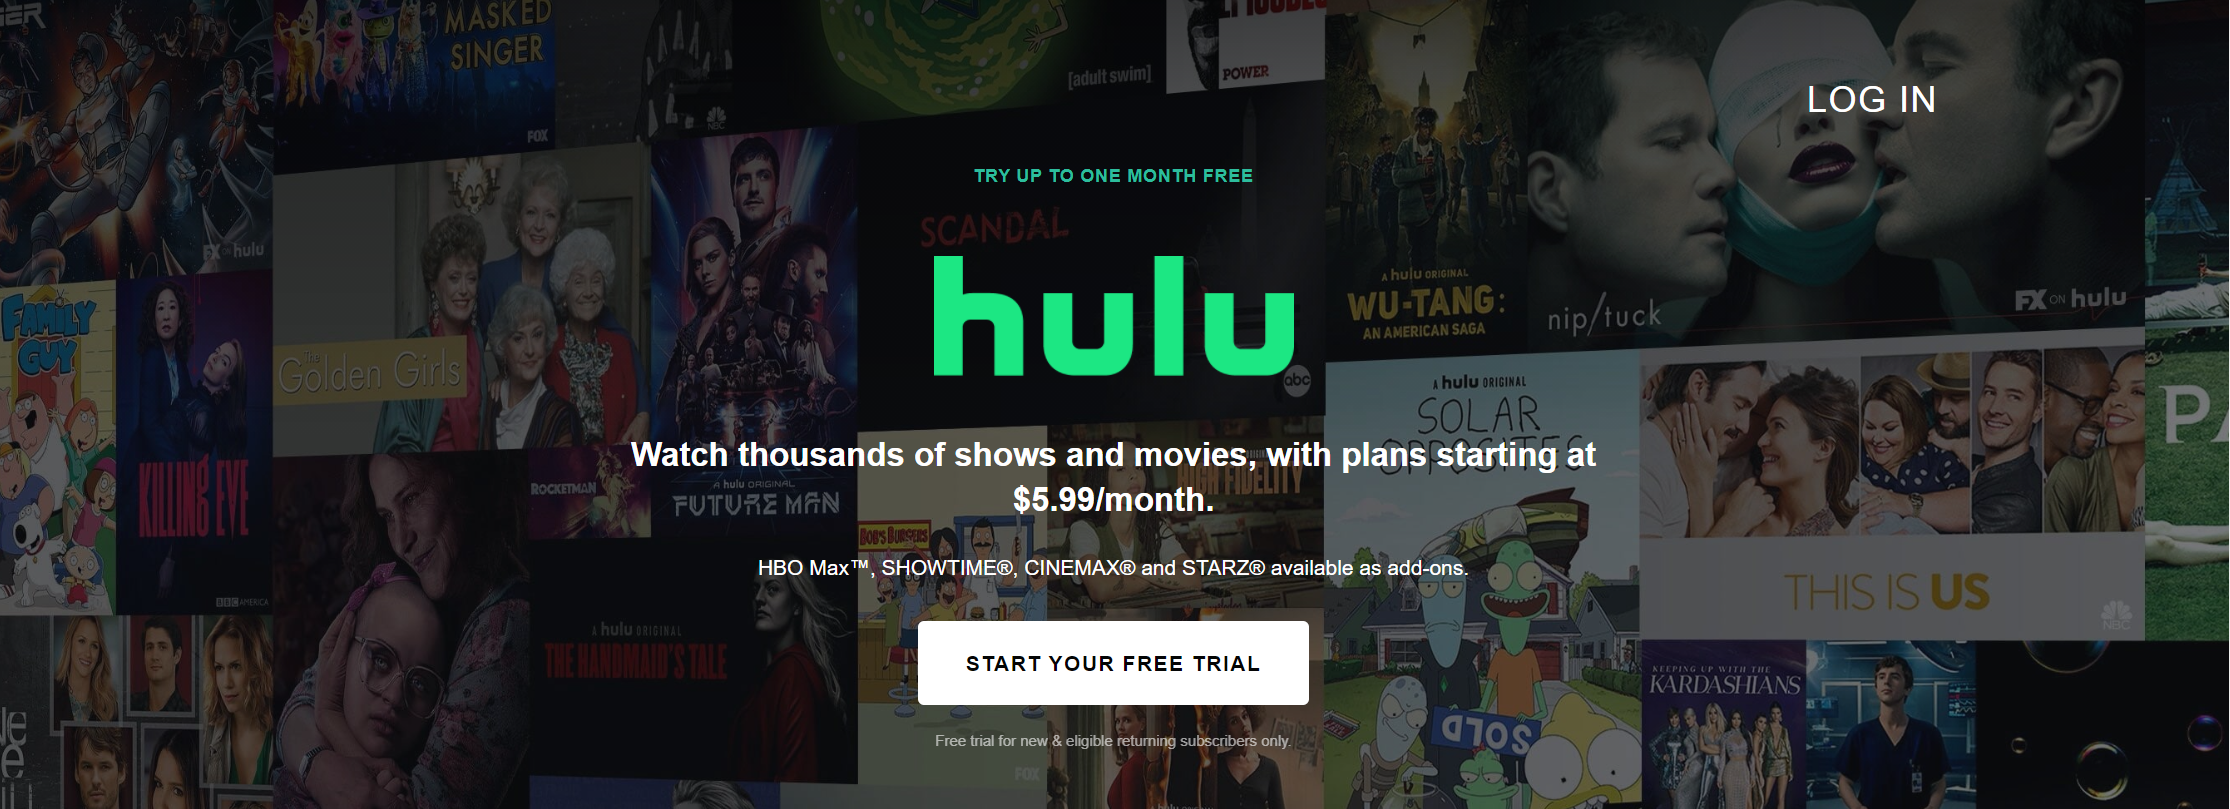 MASKED
SINGER
FOX
NBC
[adult swim]
POWER
LOG IN
TRY UP TO ONE MONTH FREE
SCANDAL
hulu
abc
FX ON hulu
A hulu ORIGINAL
WU-TANG:
AN AMERICAN SAGA
nip/tuck
FX ON hulu
FAMILY
GUY
The
Golden Girls
KILLING EVE
BBC AMERICA
ROCKETMAN
A hulu ORIGINAL
FUTURE MAN
A hulu ORIGINAL
SOLAR
OPPOSITES
Watch thousands of shows and movies, with plans starting at
$5.99/month.
HIGH FIDELITY
BOB'S BURGERS
HBO Max™, SHOWTIME®, CINEMAX® and STARZ® available as add-ons.
THIS IS US
NBC
A hulu ORIGINAL
THE HANDMAID'S TALE
START YOUR FREE TRIAL
Free trial for new & eligible returning subscribers only.
FOX
SOLD
KEEPING UP WITH THE
KARDASHIANS